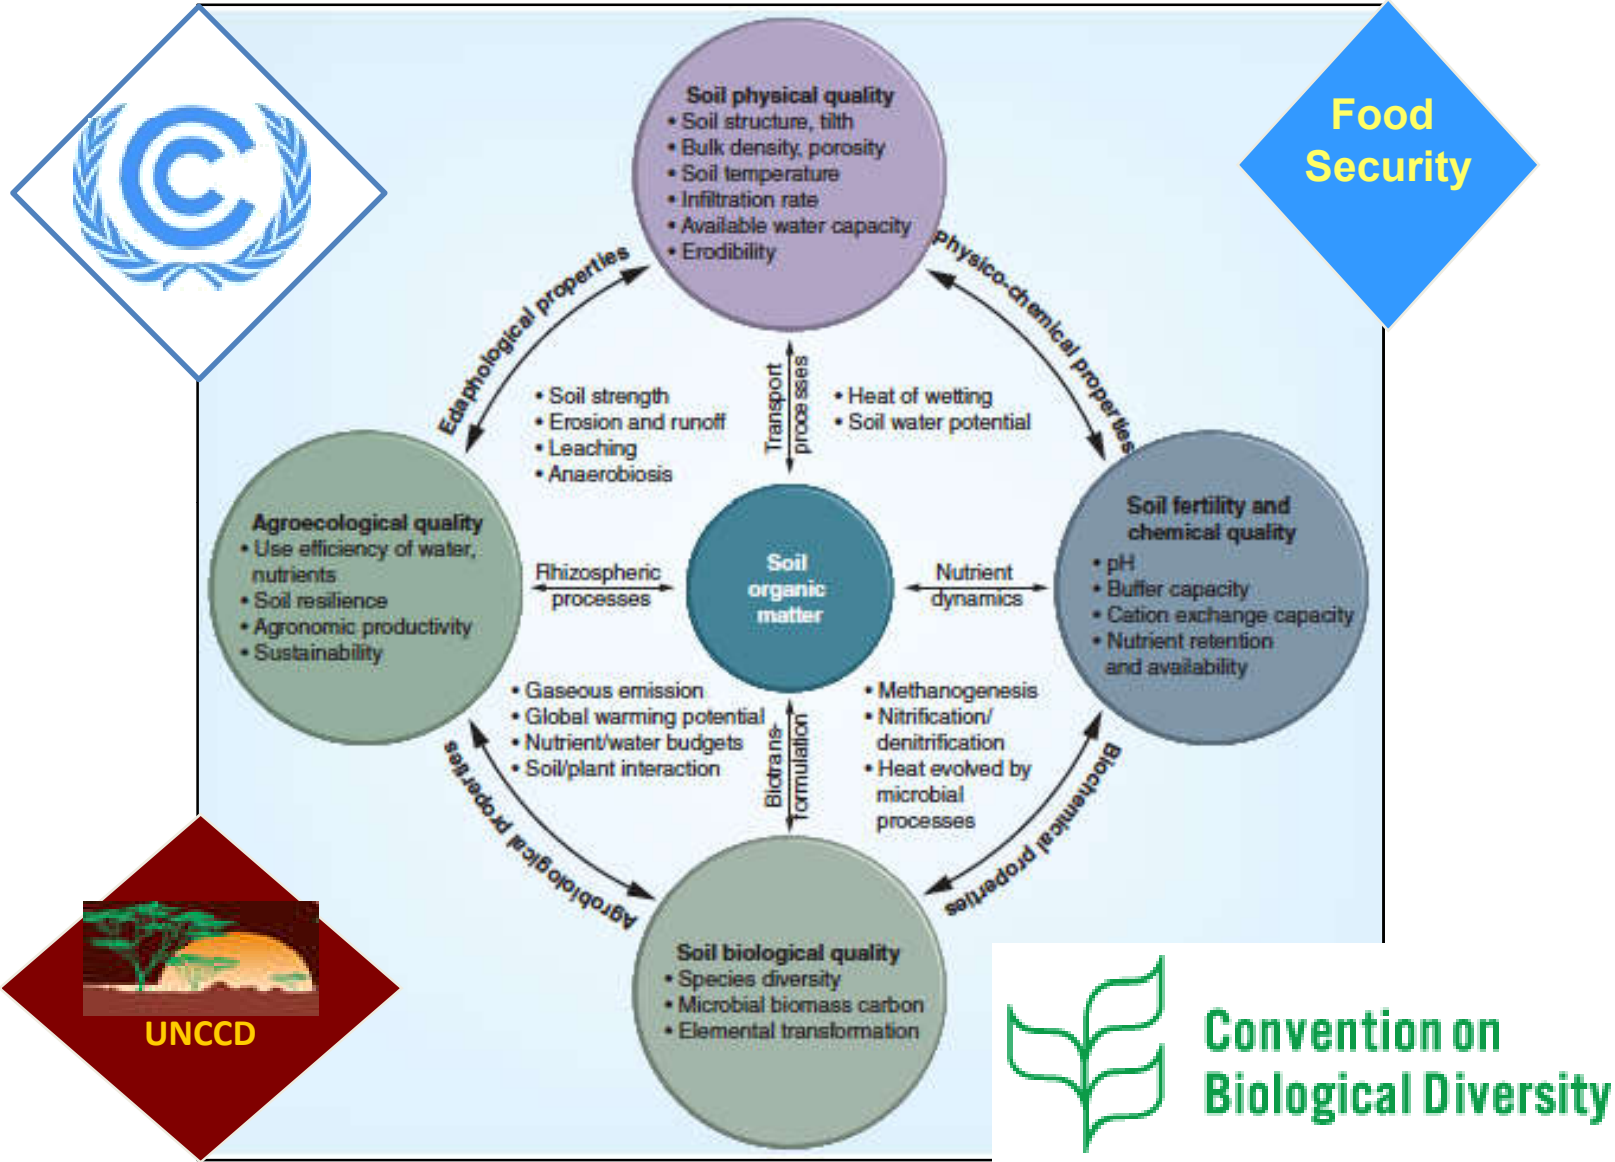 Food
Security
Soil physical quality
• Soil structure, tilth
• Bulk density, porosity
• Soil temperature
• Infiltration rate
• Available water capacity
• Erodibility
Edaphological properties
physico-chemical properties
• Soil strength
• Erosion and runoff
• Leaching
• Anaerobiosis
Transport
processes
• Heat of wetting
• Soil water potential
Agroecological quality
• Use efficiency of water,
nutrients
• Soil resilience
• Agronomic productivity
• Sustainability
Rhizospheric
processes
Soil
organic
matter
Nutrient
dynamics
Soil fertility and
chemical quality
• pH
• Buffer capacity
• Cation exchange capacity
• Nutrient retention
and availability
• Gaseous emission
• Global warming potential
• Nutrient/water budgets
• Soil/plant interaction
Biotrans-
formulation
• Methanogenesis
• Nitrification/
denitrification
• Heat evolved by
microbial
processes
Agrobiological properties
Biochemical properties
Soil biological quality
• Species diversity
• Microbial biomass carbon
• Elemental transformation
UNCCD
Convention on
Biological Diversity